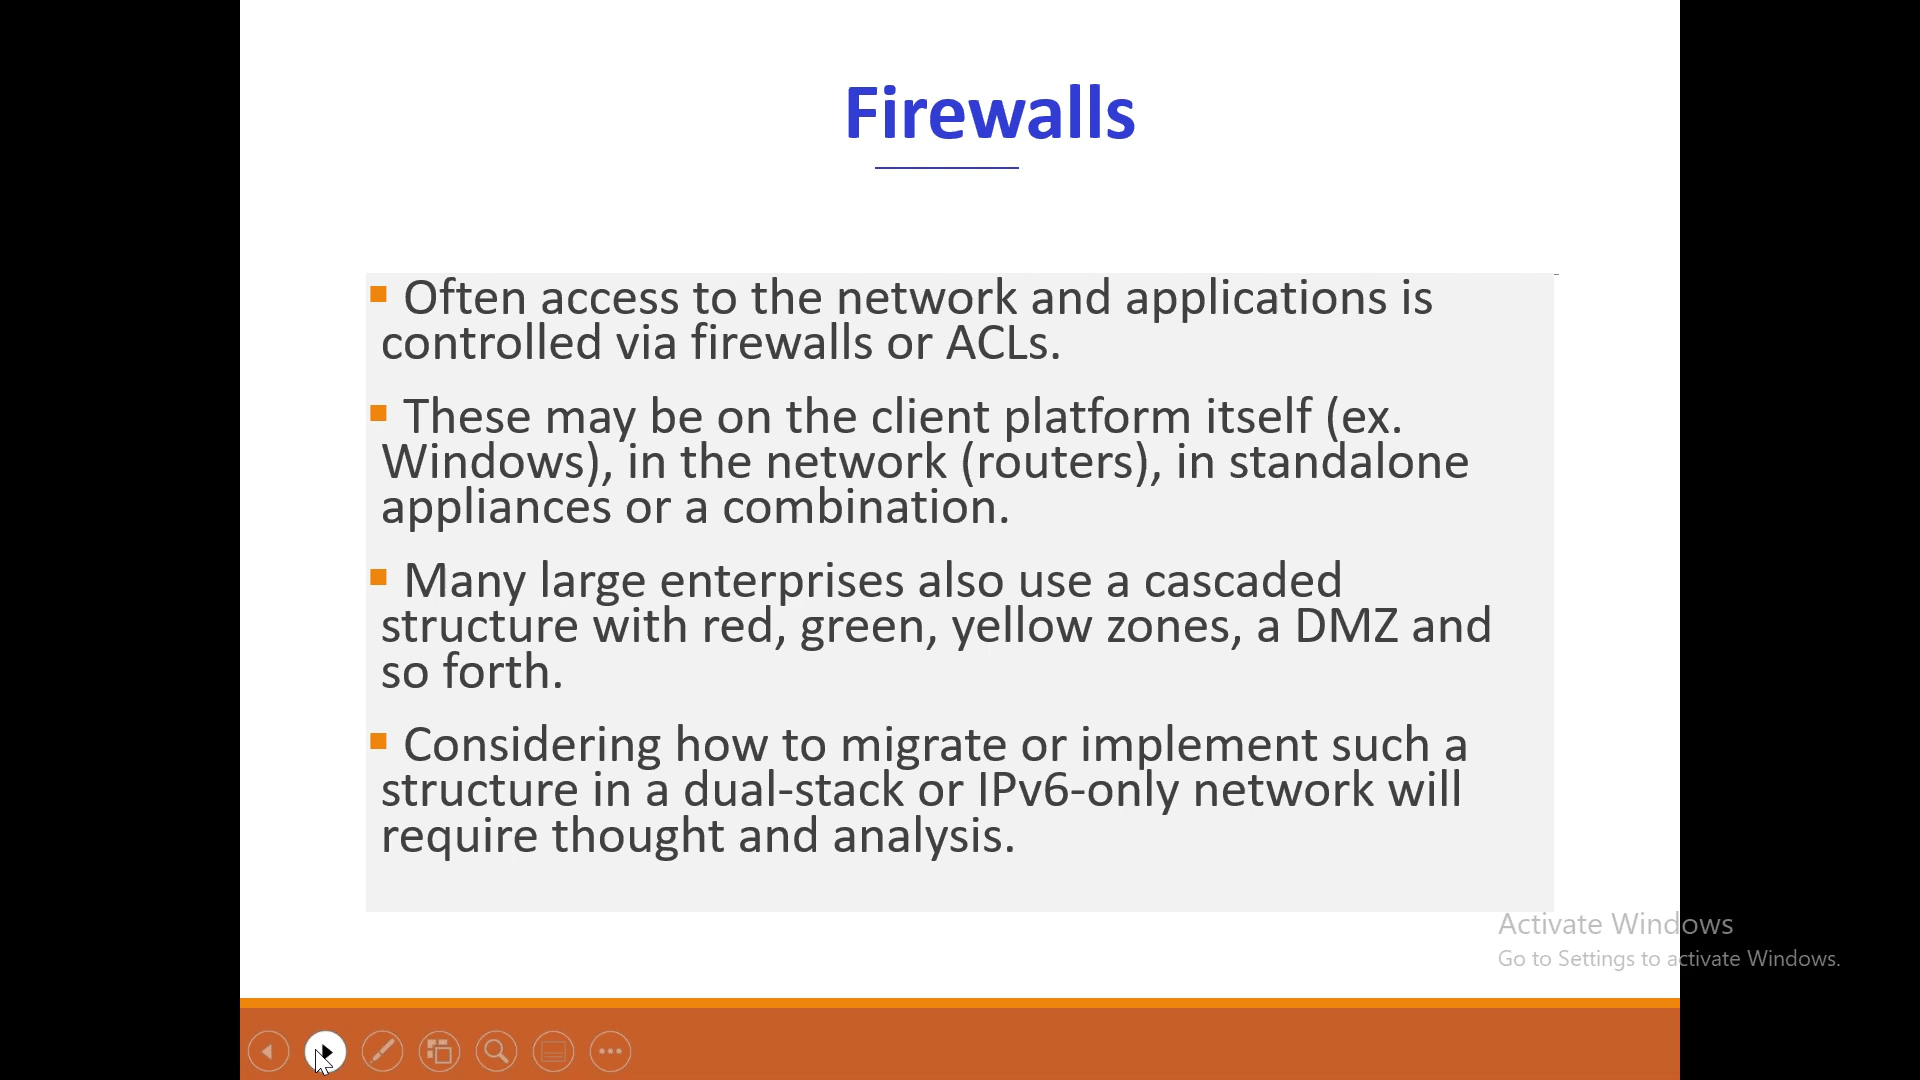 Firewalls
Often access to the network and applications is
controlled via firewalls or ACLs.
These may be on the client platform itself (ex.
Windows), in the network (routers), in standalone
appliances or a combination.
Many large enterprises also use a cascaded
structure with red, green, yellow zones, a DMZ and
so forth.
Considering how to migrate or implement such a
structure in a dual-stack or IPv6-only network will
require thought and analysis.
Activate Windows
Go to Settings to activate Windows.